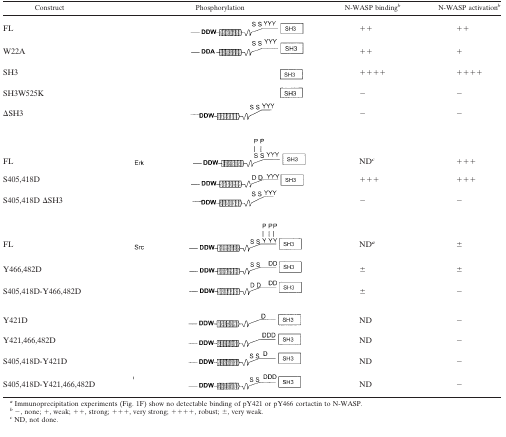 Construct Phosphorylation N-WASP binding^b N-WASP activation^b
FL DDW S S YYY SH3 ++ ++
W22A DDA S S YYY SH3 ++ +
SH3 SH3 ++++ ++++
SH3W525K SH3 − −
ΔSH3 DDW S S YYY − −
P P
FL Erk DDW S S YYY SH3 ND^c +++
S405,418D DDW D D YYY SH3 +++ +++
S405,418D ΔSH3 DDW S S YYY − −
P PP
FL Src DDW S S Y YY SH3 ND^a ±
Y466,482D DDW S S DD SH3 ± ±
S405,418D-Y466,482D DDW D D DD SH3 ± −
Y421D DDW D SH3 ND −
Y421,466,482D DDW DDD SH3 ND −
S405,418D-Y421D DDW S S D SH3 ND −
S405,418D-Y421,466,482D DDW S S DDD SH3 ND −
^a Immunoprecipitation experiments (Fig. 1F) show no detectable binding of pY421 or pY466 cortactin to N-WASP.
^b −, none; +, weak; ++, strong; +++, very strong; ++++, robust; ±, very weak.
^c ND, not done.